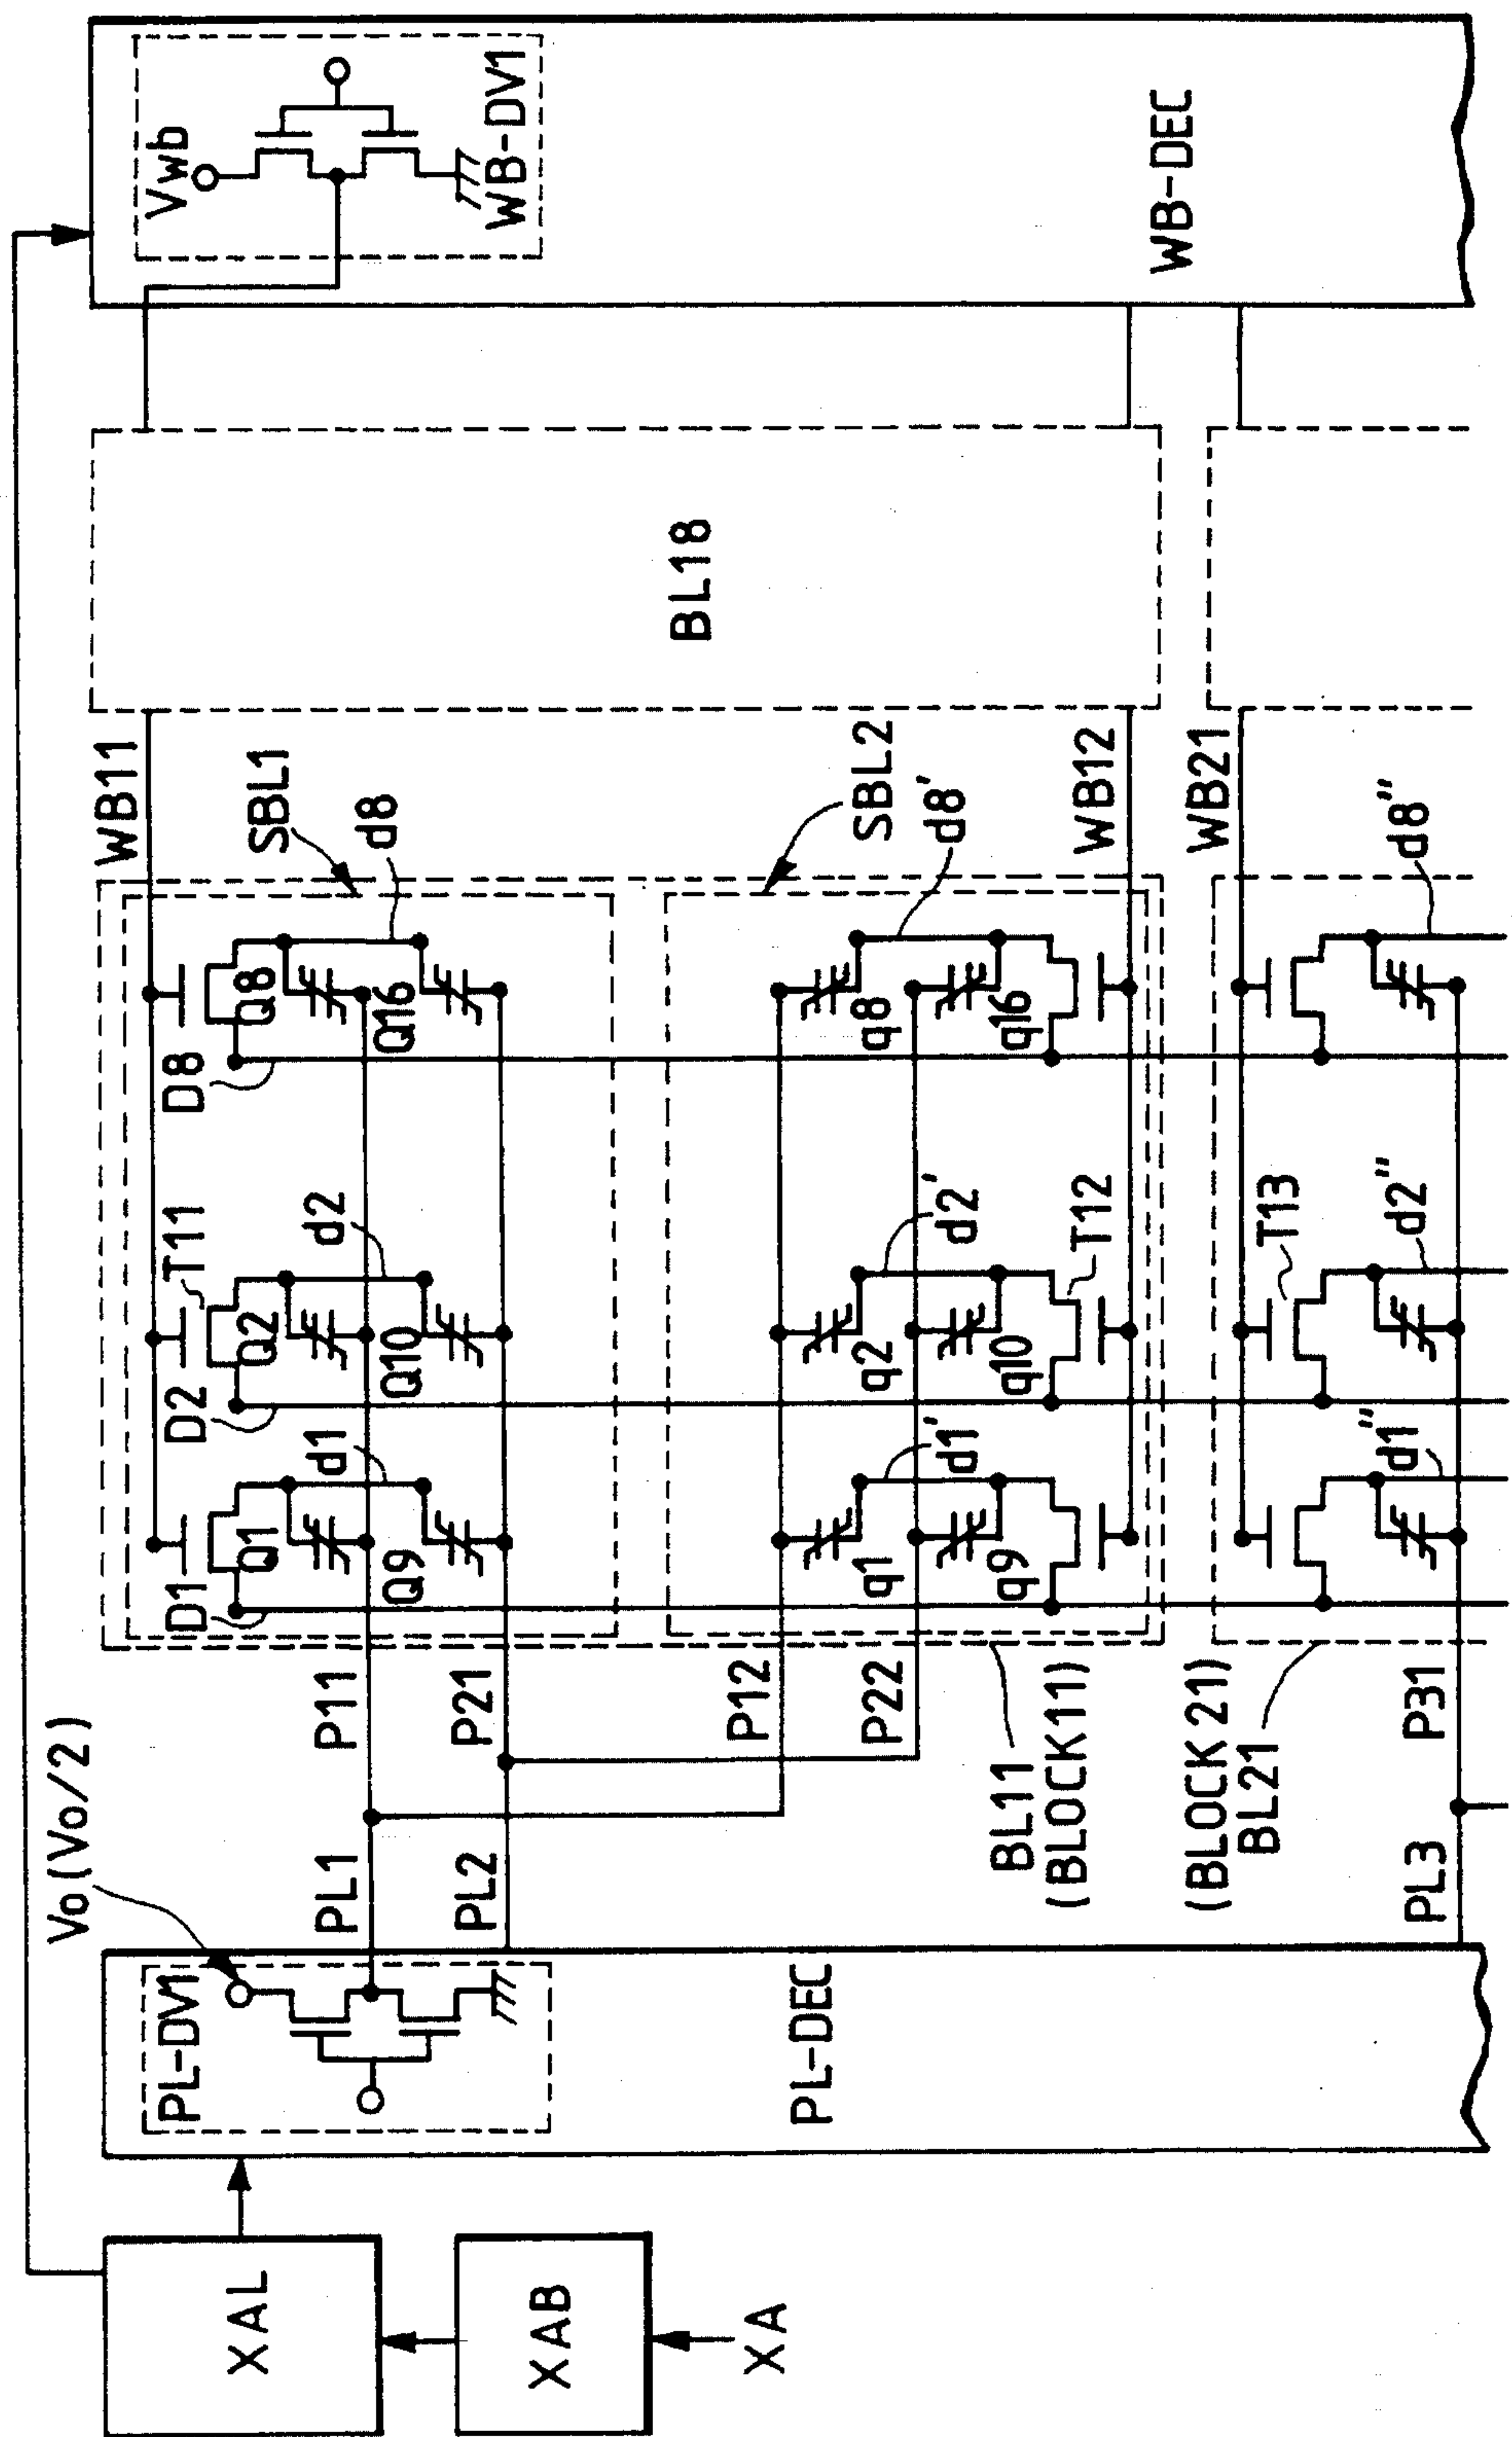 XA
XAB
XAL
Vo(Vo/2)
PL-DV1
PL-DEC
PL1
PL2
PL3
P11
P21
P12
P22
P31
BL11
(BLOCK11)
(BLOCK21)
BL21
D1
D2
D8
Q1
Q2
Q8
Q9
Q10
Q16
T11
d1
d2
d8
SBL1
WB11
q1
q2
q8
q9
q10
q16
d1'
d2'
d8'
T12
SBL2
WB12
WB21
T13
d1"
d2"
d8"
BL18
Vwb
WB-DV1
WB-DEC